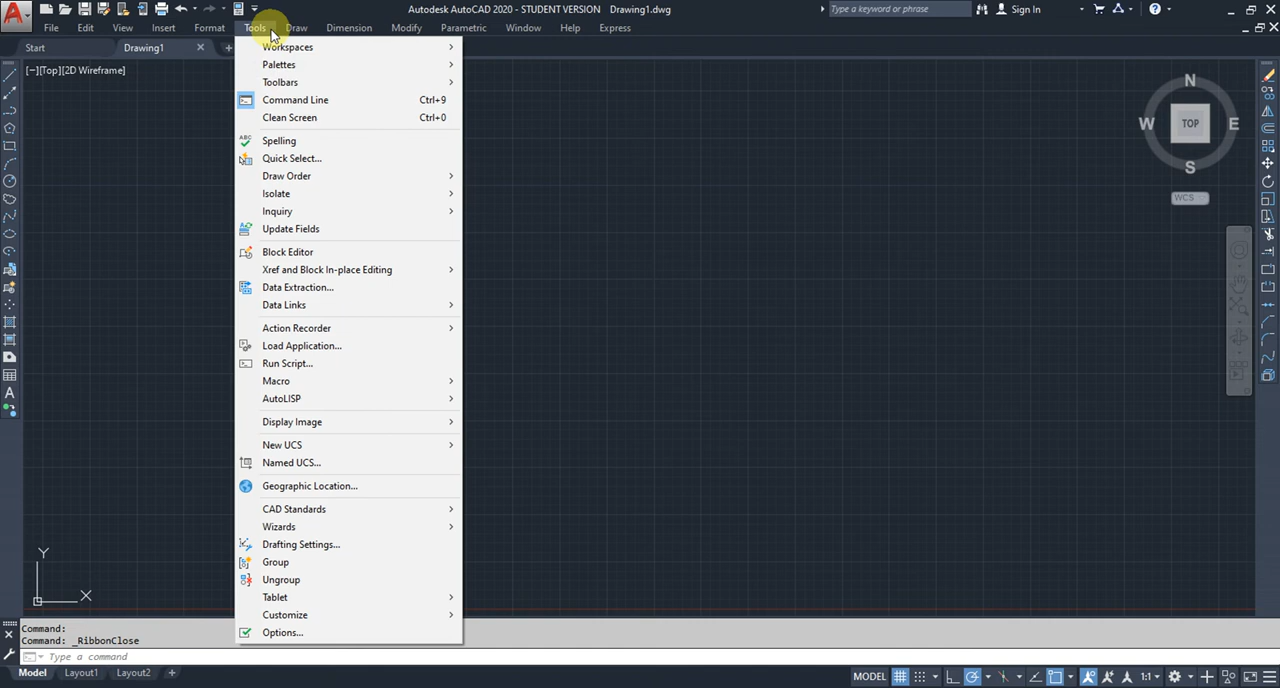 Autodesk AutoCAD 2020 - STUDENT VERSION Drawing1.dwg
Type a keyword or phrase
Sign In
File Edit View Insert Format Tools Draw Dimension Modify Parametric Window Help Express
Start Drawing1
[−][Top][2D Wireframe]
Workspaces
Palettes
Toolbars
Command Line Ctrl+9
Clean Screen Ctrl+0
ABC Spelling
Quick Select...
Draw Order
Isolate
Inquiry
Update Fields
Block Editor
Xref and Block In-place Editing
Data Extraction...
Data Links
Action Recorder
Load Application...
Run Script...
Macro
AutoLISP
Display Image
New UCS
Named UCS...
Geographic Location...
CAD Standards
Wizards
Drafting Settings...
Group
Ungroup
Tablet
Customize
Options...
N
W TOP E
S
WCS
Y
X
Command:
Command: _RibbonClose
Type a command
Model Layout1 Layout2
MODEL 1:1